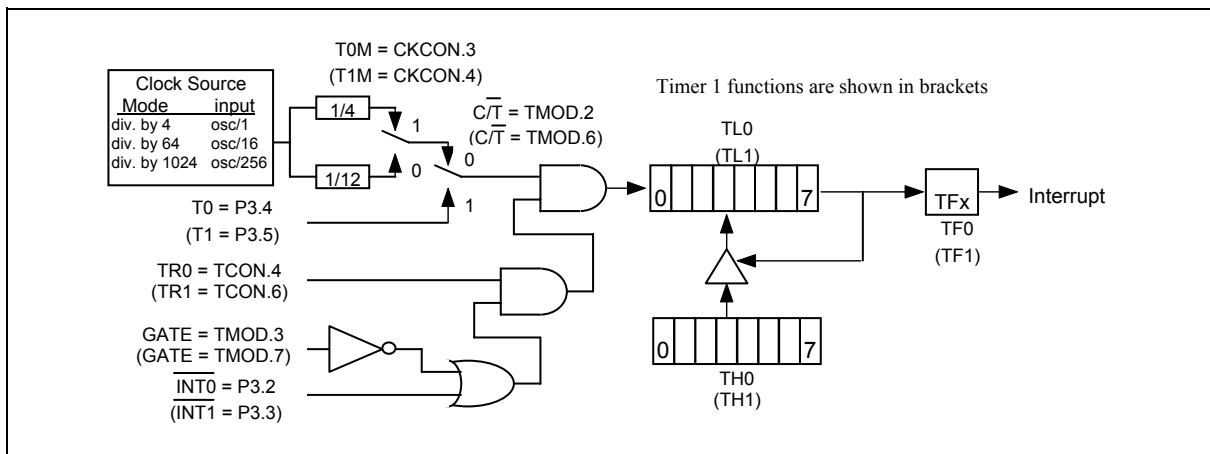 T0M = CKCON.3
(T1M = CKCON.4)
Clock Source
Mode input
div. by 4 osc/1
div. by 64 osc/16
div. by 1024 osc/256
1/4
1/12
1
0
C/T̅ = TMOD.2
(C/T̅ = TMOD.6)
0
1
T0 = P3.4
(T1 = P3.5)
TR0 = TCON.4
(TR1 = TCON.6)
GATE = TMOD.3
(GATE = TMOD.7)
I̅N̅T̅0̅ = P3.2
(I̅N̅T̅1̅ = P3.3)
Timer 1 functions are shown in brackets
TL0
(TL1)
0 7
TFx
Interrupt
TF0
(TF1)
0 7
TH0
(TH1)